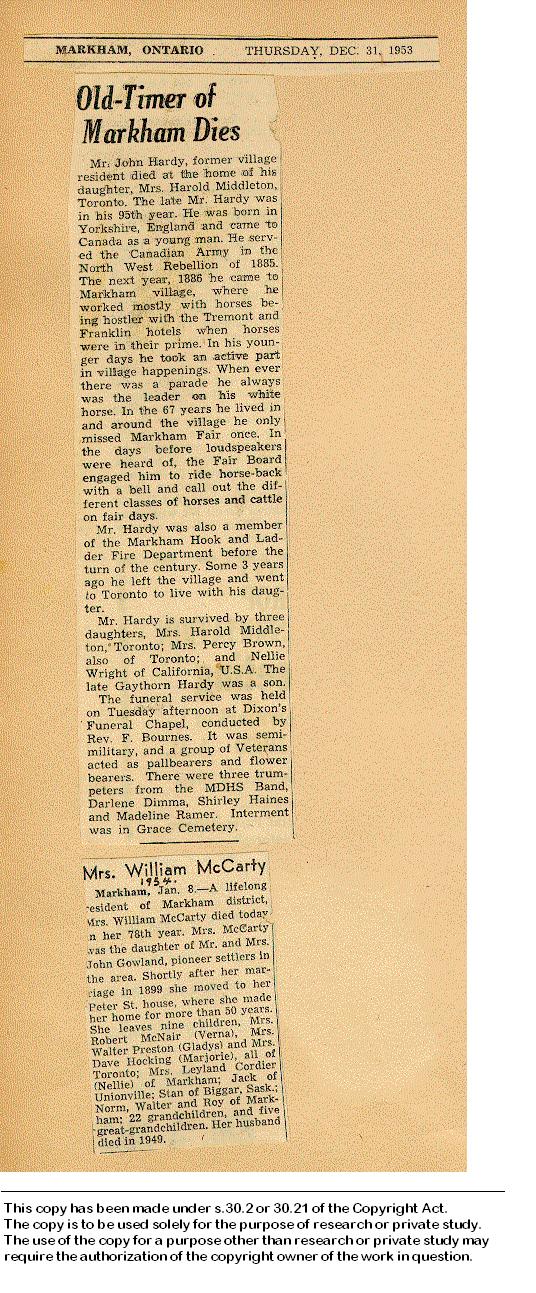 MARKHAM, ONTARIO . THURSDAY, DEC. 31, 1953
Old-Timer of
Markham Dies
Mr. John Hardy, former village
resident died at the home of his
daughter, Mrs. Harold Middleton,
Toronto. The late Mr. Hardy was
in his 95th year. He was born in
Yorkshire, England and came to
Canada as a young man. He serv-
ed the Canadian Army in the
North West Rebellion of 1885.
The next year, 1886 he came to
Markham village, where he
worked mostly with horses be-
ing hostler with the Tremont and
Franklin hotels when horses
were in their prime. In his youn-
ger days he took an active part
in village happenings. When ever
there was a parade he always
was the leader on his white
horse. In the 67 years he lived in
and around the village he only
missed Markham Fair once. In
the days before loudspeakers
were heard of, the Fair Board
engaged him to ride horse-back
with a bell and call out the dif-
ferent classes of horses and cattle
on fair days.
Mr. Hardy was also a member
of the Markham Hook and Lad-
der Fire Department before the
turn of the century. Some 3 years
ago he left the village and went
to Toronto to live with his daug-
ter.
Mr. Hardy is survived by three
daughters, Mrs. Harold Middle-
ton, Toronto; Mrs. Percy Brown,
also of Toronto; and Nellie
Wright of California, U.S.A. The
late Gaythorn Hardy was a son.
The funeral service was held
on Tuesday afternoon at Dixon's
Funeral Chapel, conducted by
Rev. F. Bournes. It was semi-
military, and a group of Veterans
acted as pallbearers and flower
bearers. There were three trum-
peters from the MDHS Band,
Darlene Dimma, Shirley Haines
and Madeline Ramer. Interment
was in Grace Cemetery.
Mrs. William McCarty
1954.
Markham, Jan. 8.—A lifelong
resident of Markham district,
Mrs. William McCarty died today
in her 78th year. Mrs. McCarty
was the daughter of Mr. and Mrs.
John Gowland, pioneer settlers in
the area. Shortly after her mar-
riage in 1899 she moved to her
Peter St. house, where she made
her home for more than 50 years.
She leaves nine children, Mrs.
Robert McNair (Verna), Mrs.
Walter Preston (Gladys) and Mrs.
Dave Hocking (Marjorie), all of
Toronto; Mrs. Leyland Cordier
(Nellie) of Markham; Jack of
Unionville; Stan of Biggar, Sask.;
Norm, Walter and Roy of Mark-
ham; 22 grandchildren, and five
great-grandchildren. Her husband
died in 1949.
This copy has been made under s.30.2 or 30.21 of the Copyright Act.
The copy is to be used solely for the purpose of research or private study.
The use of the copy for a purpose other than research or private study may
require the authorization of the copyright owner of the work in question.